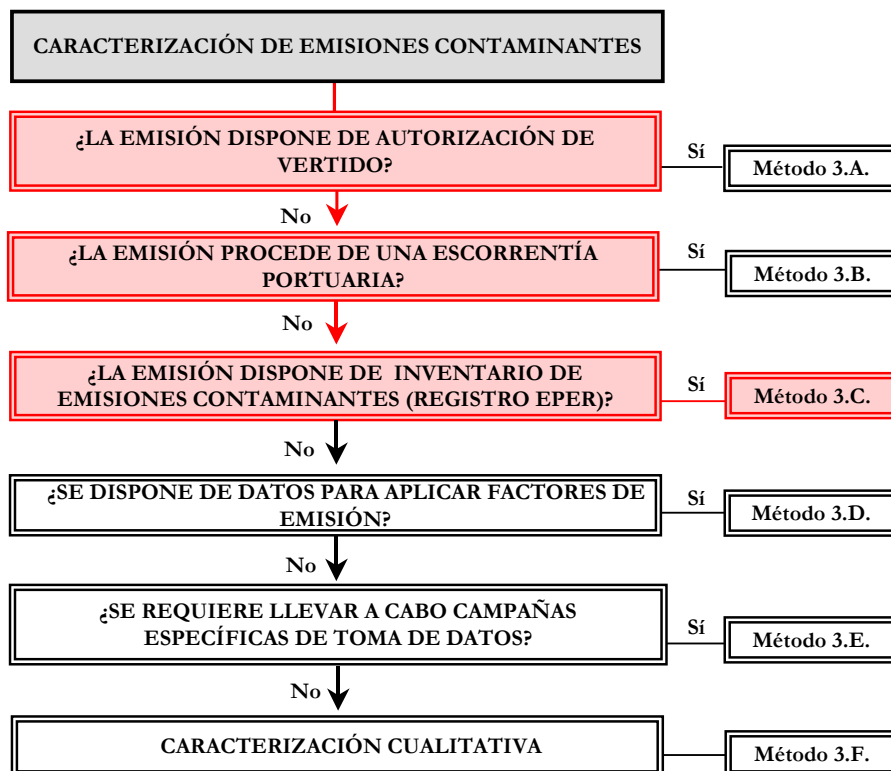 CARACTERIZACIÓN DE EMISIONES CONTAMINANTES
¿LA EMISIÓN DISPONE DE AUTORIZACIÓN DE
VERTIDO?
Sí
Método 3.A.
No
¿LA EMISIÓN PROCEDE DE UNA ESCORRENTÍA
PORTUARIA?
Sí
Método 3.B.
No
¿LA EMISIÓN DISPONE DE INVENTARIO DE
EMISIONES CONTAMINANTES (REGISTRO EPER)?
Sí
Método 3.C.
No
¿SE DISPONE DE DATOS PARA APLICAR FACTORES DE
EMISIÓN?
Sí
Método 3.D.
No
¿SE REQUIERE LLEVAR A CABO CAMPAÑAS
ESPECÍFICAS DE TOMA DE DATOS?
Sí
Método 3.E.
No
CARACTERIZACIÓN CUALITATIVA
Método 3.F.